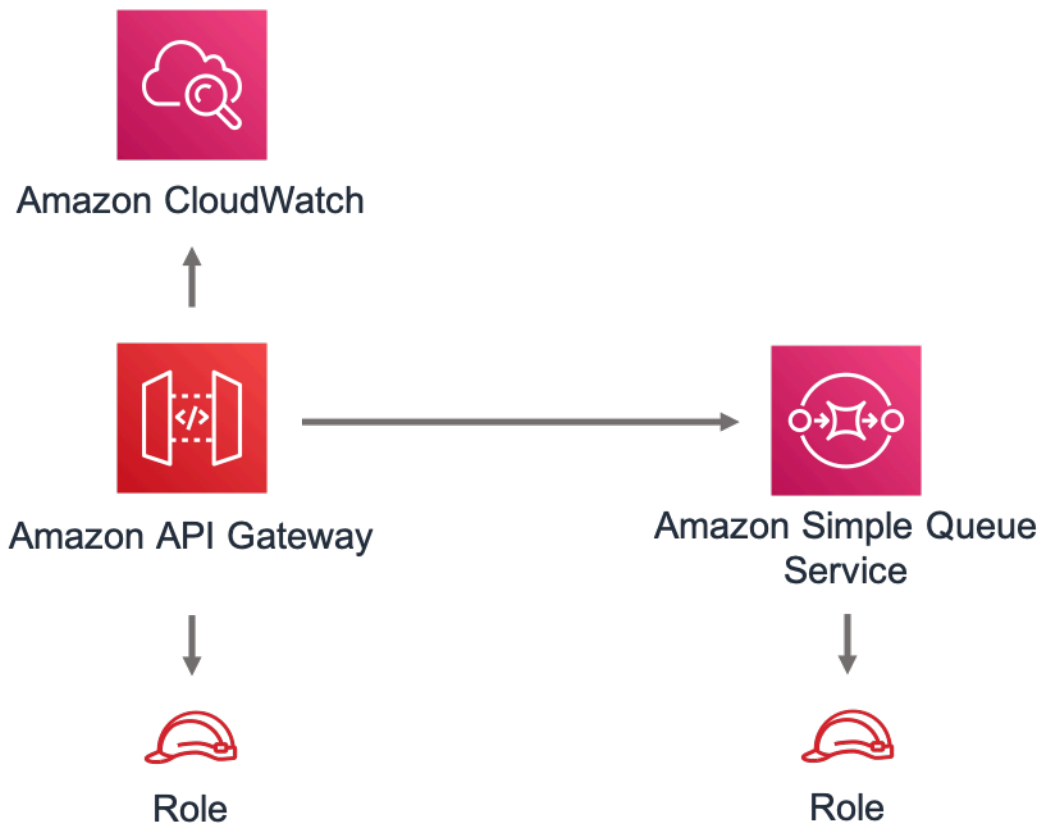 Amazon CloudWatch
</>
Amazon API Gateway
Amazon Simple Queue
Service
Role
Role